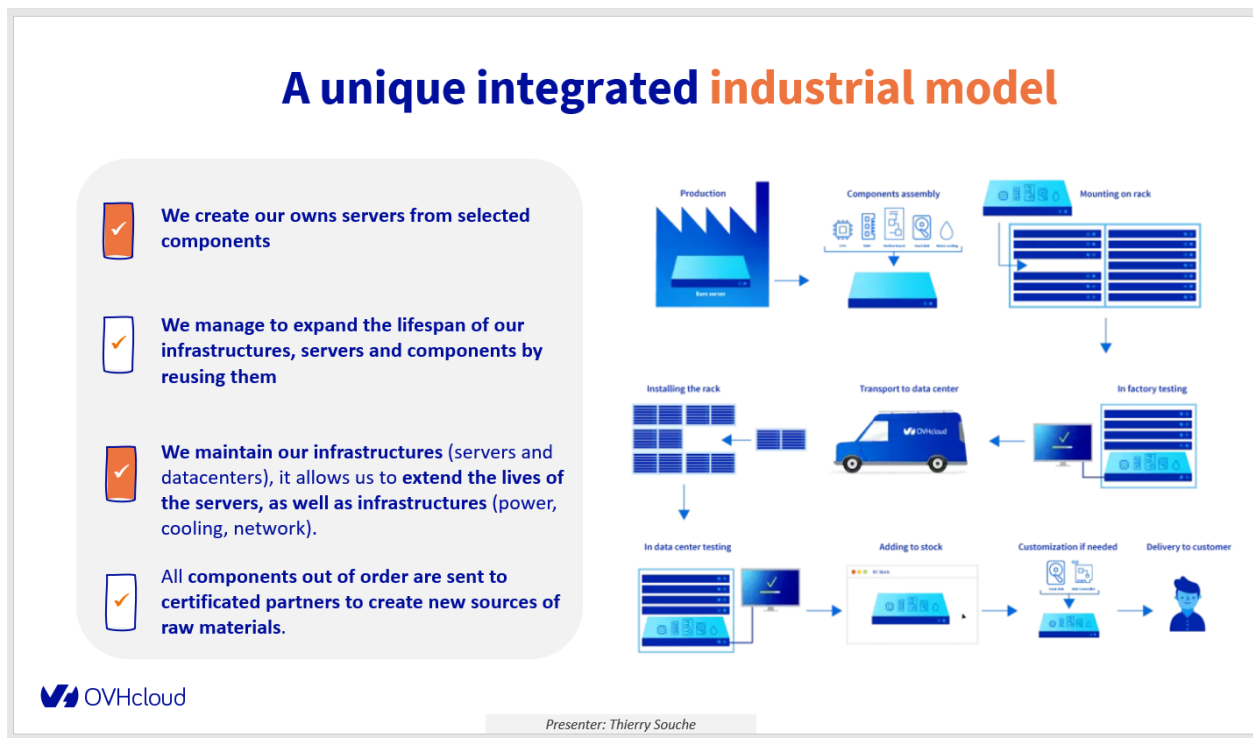 A unique integrated industrial model
We create our owns servers from selected
components
We manage to expand the lifespan of our
infrastructures, servers and components by
reusing them
We maintain our infrastructures (servers and
datacenters), it allows us to extend the lives of
the servers, as well as infrastructures (power,
cooling, network).
All components out of order are sent to
certificated partners to create new sources of
raw materials.
Production
Bare server
Components assembly
Mounting on rack
Installing the rack
Transport to data center
OVHcloud
In factory testing
In data center testing
Adding to stock
Customization if needed
Delivery to customer
OVHcloud
Presenter: Thierry Souche